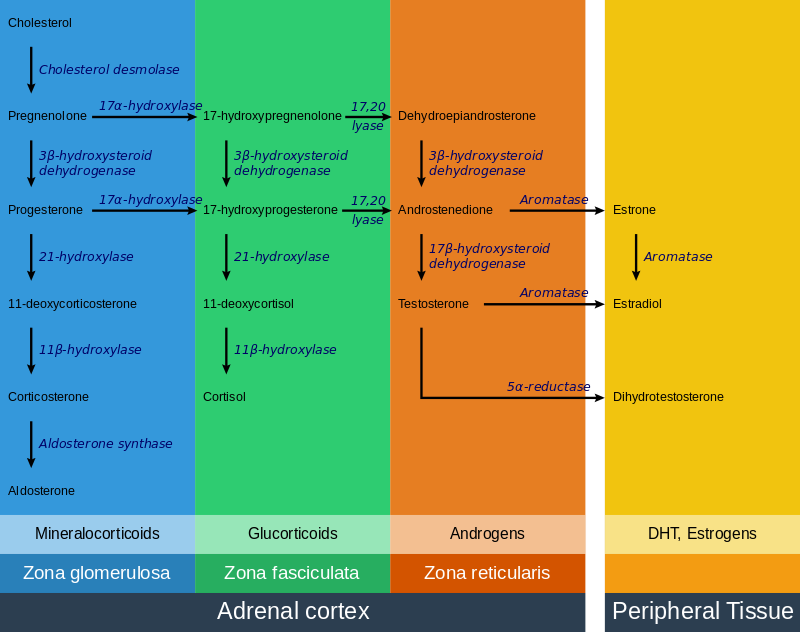 Cholesterol
Cholesterol desmolase
17α-hydroxylase
17,20
Pregnenolone
17-hydroxypregnenolone
lyase
Dehydroepiandrosterone
3β-hydroxysteroid
dehydrogenase
3β-hydroxysteroid
dehydrogenase
3β-hydroxysteroid
dehydrogenase
17α-hydroxylase
17,20
Aromatase
Progesterone
17-hydroxyprogesterone
lyase
Androstenedione
Estrone
21-hydroxylase
21-hydroxylase
17β-hydroxysteroid
dehydrogenase
Aromatase
Aromatase
11-deoxycorticosterone
11-deoxycortisol
Testosterone
Estradiol
11β-hydroxylase
11β-hydroxylase
5α-reductase
Corticosterone
Cortisol
Dihydrotestosterone
Aldosterone synthase
Aldosterone
Mineralocorticoids
Glucorticoids
Androgens
DHT, Estrogens
Zona glomerulosa
Zona fasciculata
Zona reticularis
Adrenal cortex
Peripheral Tissue